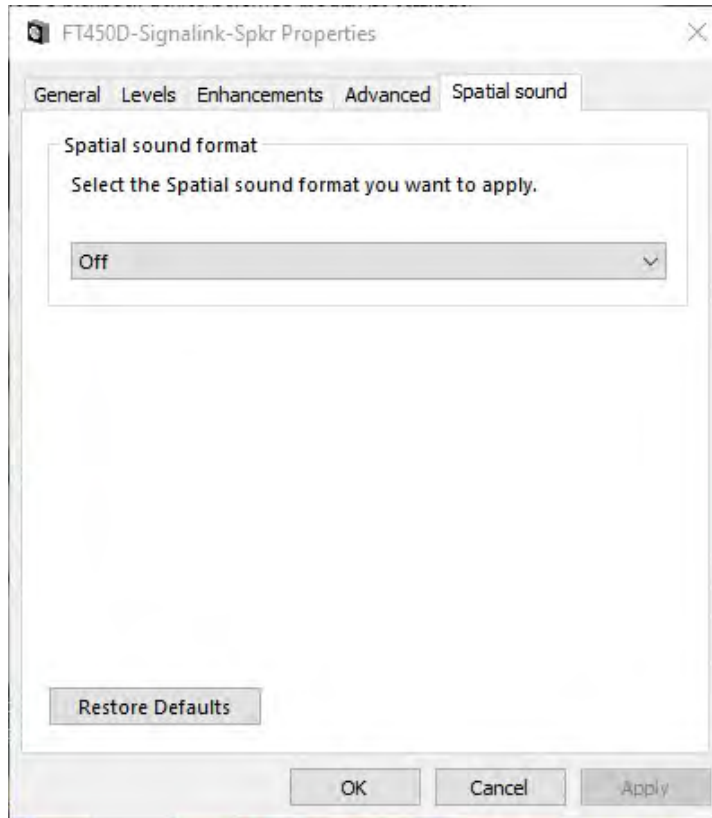 FT450D-Signalink-Spkr Properties
General Levels Enhancements Advanced Spatial sound
Spatial sound format
Select the Spatial sound format you want to apply.
Off
Restore Defaults
OK Cancel Apply